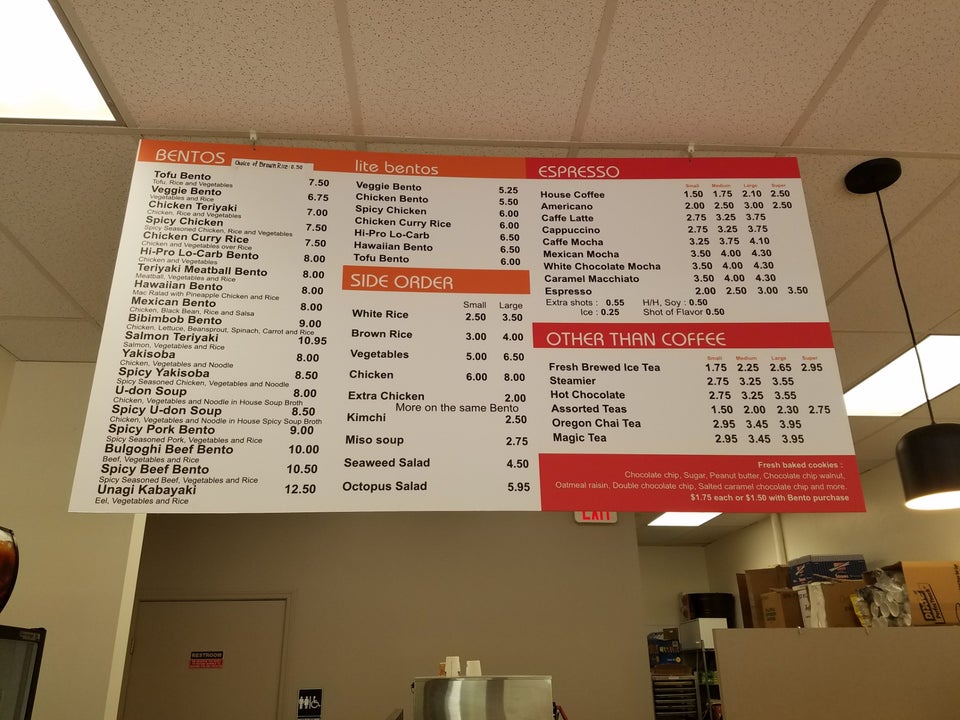 BENTOS Choice of Brown Rice: 0.50
Tofu Bento 7.50
Tofu, Rice and Vegetables
Veggie Bento 6.75
Vegetables and Rice
Chicken Teriyaki 7.00
Chicken, Rice and Vegetables
Spicy Chicken 7.50
Spicy Seasoned Chicken, Rice and Vegetables
Chicken Curry Rice 7.50
Chicken and Vegetables over Rice
Hi-Pro Lo-Carb Bento 8.00
Chicken and Vegetables
Teriyaki Meatball Bento 8.00
Meatball, Vegetables and Rice
Hawaiian Bento 8.00
Mac Ralad with Pineapple Chicken and Rice
Mexican Bento 8.00
Chicken, Black Bean, Rice and Salsa
Bibimbob Bento 9.00
Chicken, Lettuce, Beansprout, Spinach, Carrot and Rice
Salmon Teriyaki 10.95
Salmon, Vegetables and Rice
Yakisoba 8.00
Chicken, Vegetables and Noodle
Spicy Yakisoba 8.50
Spicy Seasoned Chicken, Vegetables and Noodle
U-don Soup 8.00
Chicken, Vegetables and Noodle in House Soup Broth
Spicy U-don Soup 8.50
Chicken, Vegetables and Noodle in House Spicy Soup Broth
Spicy Pork Bento 9.00
Spicy Seasoned Pork, Vegetables and Rice
Bulgoghi Beef Bento 10.00
Beef, Vegetables and Rice
Spicy Beef Bento 10.50
Spicy Seasoned Beef, Vegetables and Rice
Unagi Kabayaki 12.50
Eel, Vegetables and Rice
lite bentos
Veggie Bento 5.25
Chicken Bento 5.50
Spicy Chicken 6.00
Chicken Curry Rice 6.00
Hi-Pro Lo-Carb 6.50
Hawaiian Bento 6.50
Tofu Bento 6.00
SIDE ORDER
Small Large
White Rice 2.50 3.50
Brown Rice 3.00 4.00
Vegetables 5.00 6.50
Chicken 6.00 8.00
Extra Chicken 2.00
More on the same Bento
Kimchi 2.50
Miso soup 2.75
Seaweed Salad 4.50
Octopus Salad 5.95
ESPRESSO
Small Medium Large Super
House Coffee 1.50 1.75 2.10 2.50
Americano 2.00 2.50 3.00 2.50
Caffe Latte 2.75 3.25 3.75
Cappuccino 2.75 3.25 3.75
Caffe Mocha 3.25 3.75 4.10
Mexican Mocha 3.50 4.00 4.30
White Chocolate Mocha 3.50 4.00 4.30
Caramel Macchiato 3.50 4.00 4.30
Espresso 2.00 2.50 3.00 3.50
Extra shots : 0.55 H/H, Soy : 0.50
Ice : 0.25 Shot of Flavor 0.50
OTHER THAN COFFEE
Small Medium Large Super
Fresh Brewed Ice Tea 1.75 2.25 2.65 2.95
Steamier 2.75 3.25 3.55
Hot Chocolate 2.75 3.25 3.55
Assorted Teas 1.50 2.00 2.30 2.75
Oregon Chai Tea 2.95 3.45 3.95
Magic Tea 2.95 3.45 3.95
Fresh baked cookies :
Chocolate chip, Sugar, Peanut butter, Chocolate chip walnut,
Oatmeal raisin, Double chocolate chip, Salted caramel chocolate chip and more.
$1.75 each or $1.50 with Bento purchase
EXIT
RESTROOM